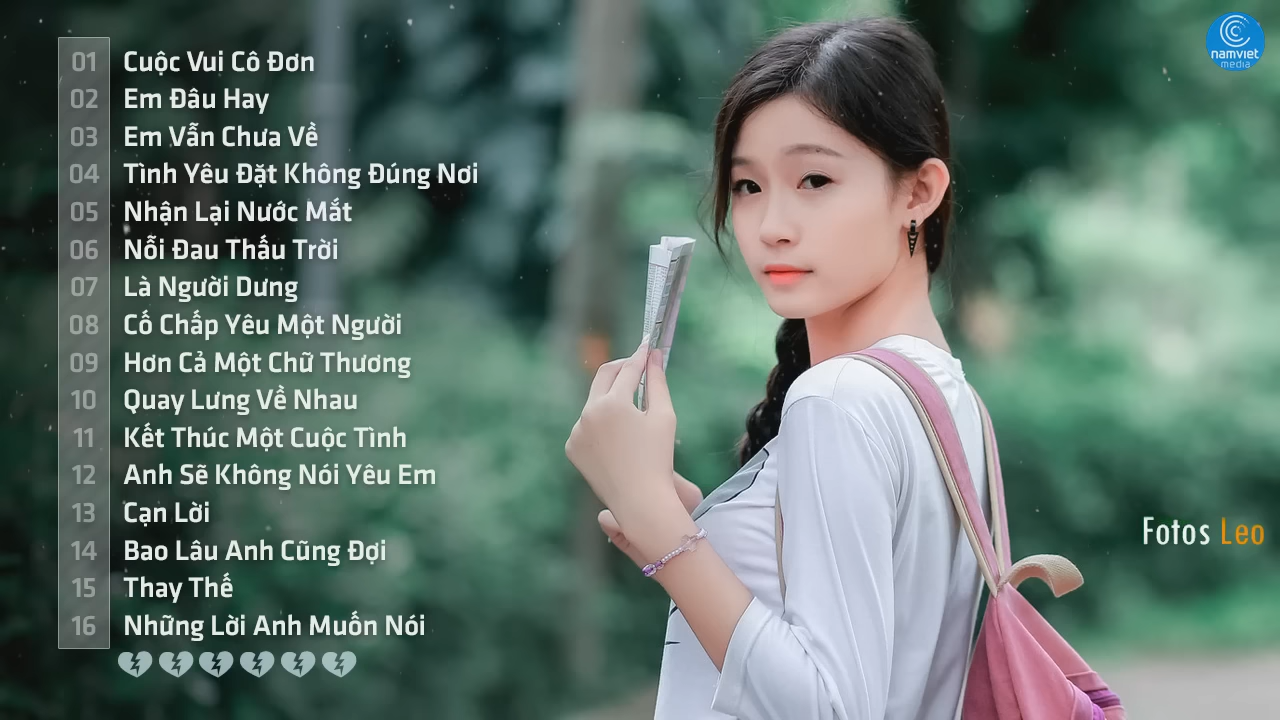 01 Cuộc Vui Cô Đơn
02 Em Đâu Hay
03 Em Vẫn Chưa Về
04 Tình Yêu Đặt Không Đúng Nơi
05 Nhận Lại Nước Mắt
06 Nỗi Đau Thấu Trời
07 Là Người Dưng
08 Cố Chấp Yêu Một Người
09 Hơn Cả Một Chữ Thương
10 Quay Lưng Về Nhau
11 Kết Thúc Một Cuộc Tình
12 Anh Sẽ Không Nói Yêu Em
13 Cạn Lời
14 Bao Lâu Anh Cũng Đợi
15 Thay Thế
16 Những Lời Anh Muốn Nói
namviet
media
Fotos Leo